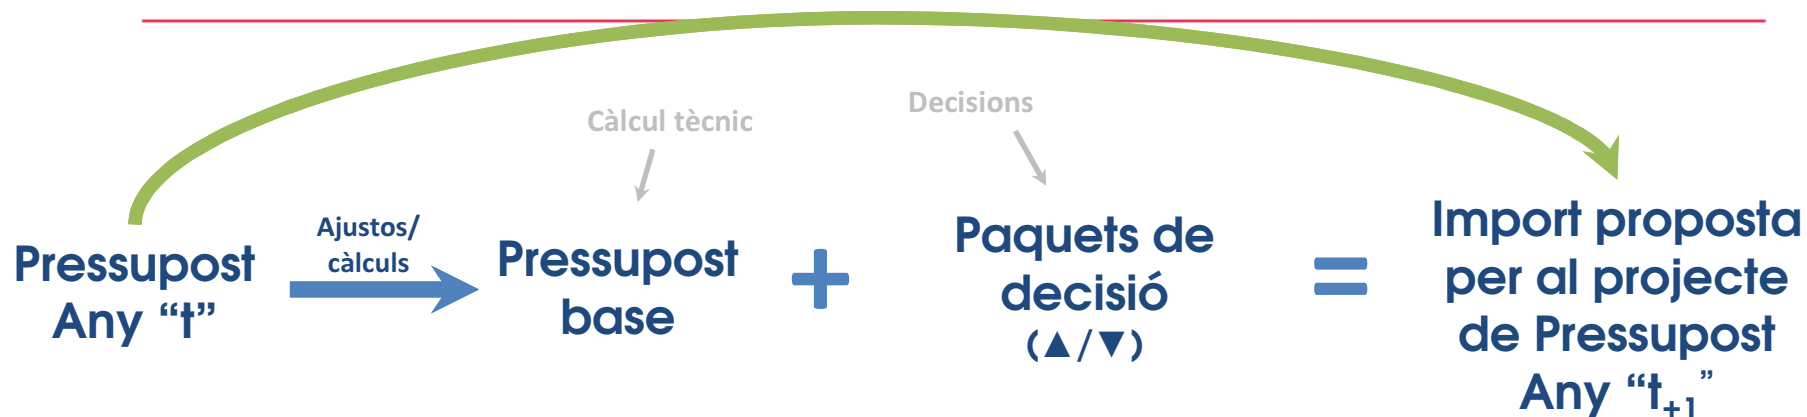 Càlcul tècnic
Decisions
Pressupost
Any “t”
Ajustos/
càlculs
Pressupost
base
+
Paquets de
decisió
(▲/▼)
=
Import proposta
per al projecte
de Pressupost
Any “t+1”